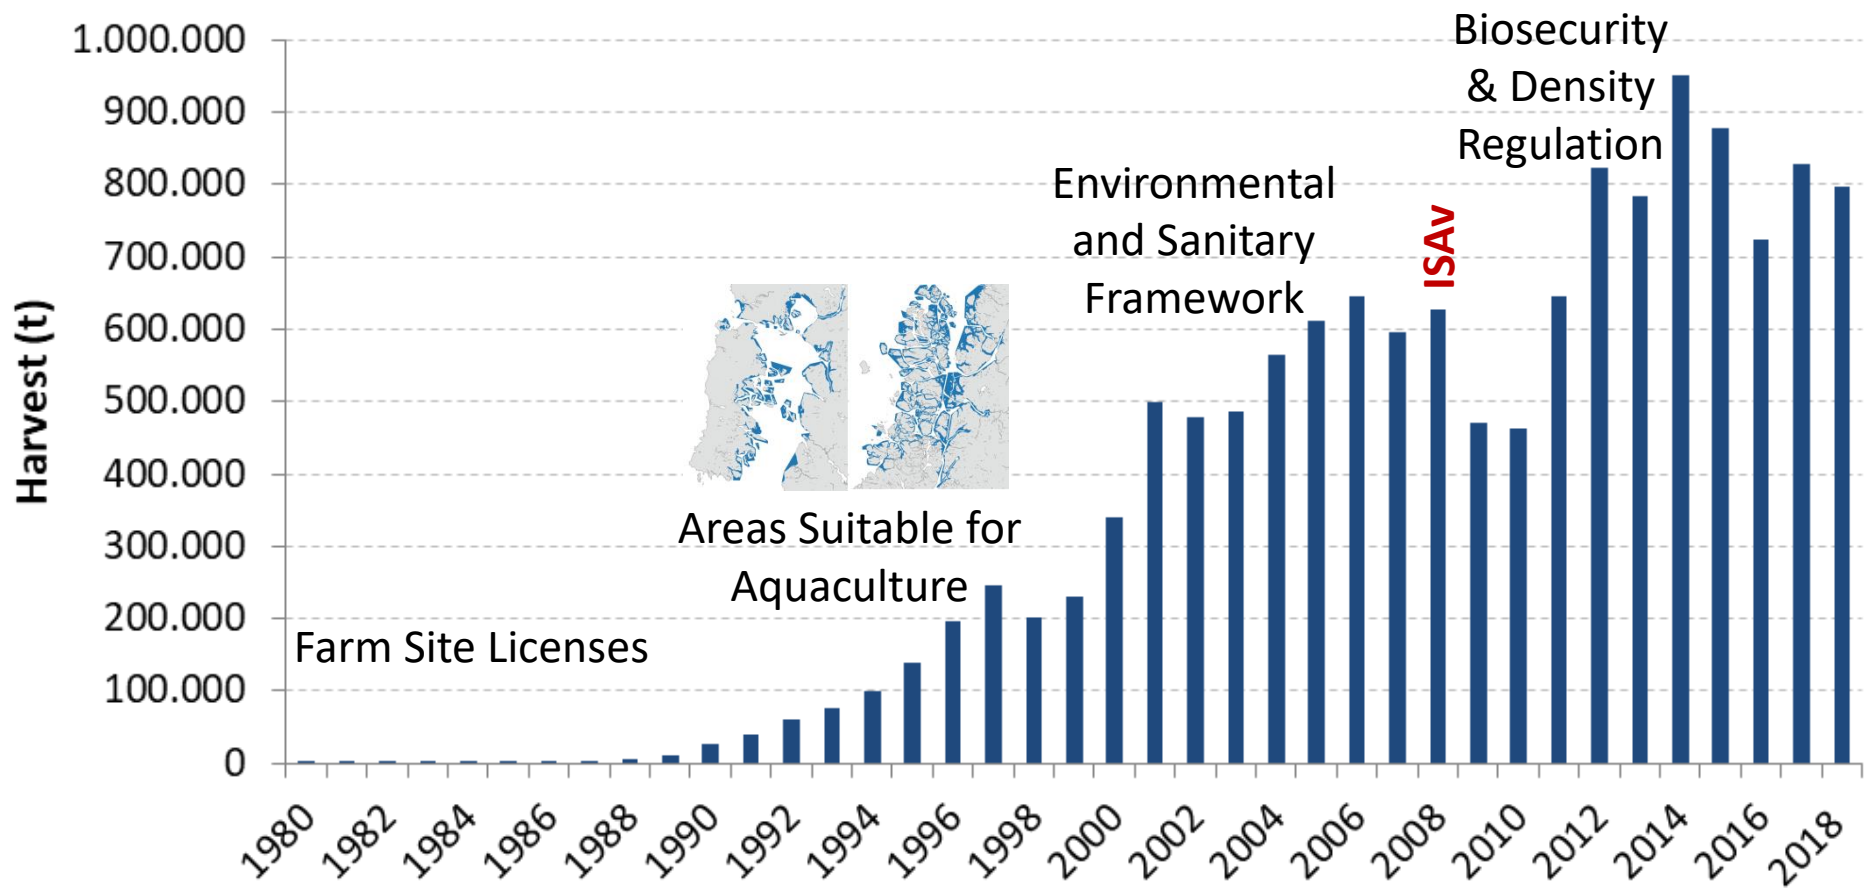 Harvest (t)
1.000.000
900.000
800.000
700.000
600.000
500.000
400.000
300.000
200.000
100.000
0
Farm Site Licenses
Areas Suitable for
Aquaculture
Environmental
and Sanitary
Framework
ISAv
Biosecurity
& Density
Regulation
1980
1982
1984
1986
1988
1990
1992
1994
1996
1998
2000
2002
2004
2006
2008
2010
2012
2014
2016
2018